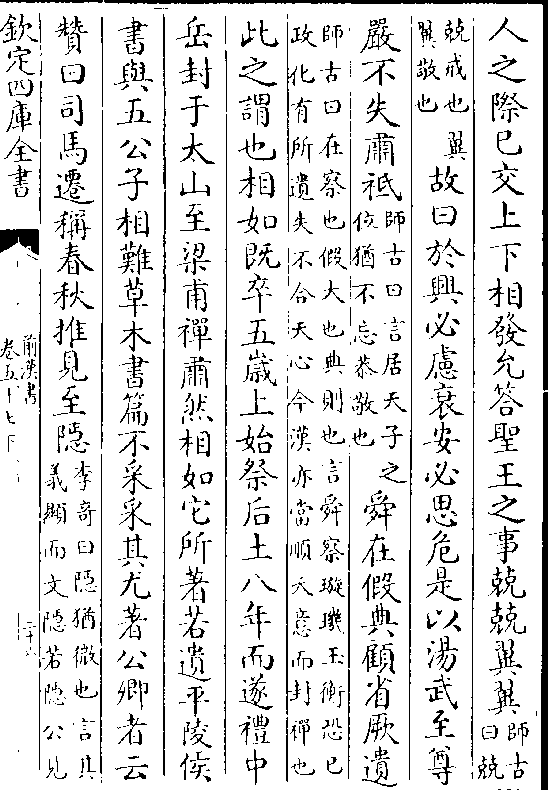 人之際已交上下相發允答聖王之事兢兢翼翼師古曰兢
兢戒也翼敬也翼故曰於興必慮衰安必思危是以湯武至尊
嚴不失肅祗師古曰言居天子之位猶不忘恭敬也舜在假典顧省厥遺
師古曰在察也假大也典則也言舜察璇璣玉衡恐已
政化有所遺失不合天心今漢亦當順天意而封禪也
此之謂也相如既卒五歲上始祭后土八年而遂禮中
岳封于太山至梁甫禪肅然相如它所著若遺平陵侯
書與五公子相難草木書篇不采采其尤著公卿者云
贊曰司馬遷稱春秋推見至隱李奇曰隱猶微也言其義顯而文隱若隱公見
欽定四庫全書
前漢書
卷五十七下
二十六